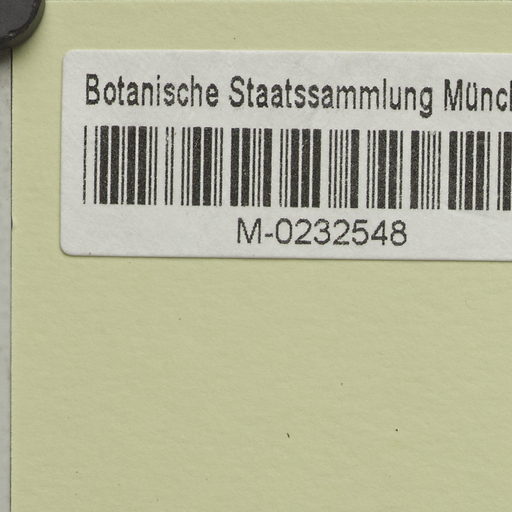 Botanische Staatssammlung Münc
M-0232548